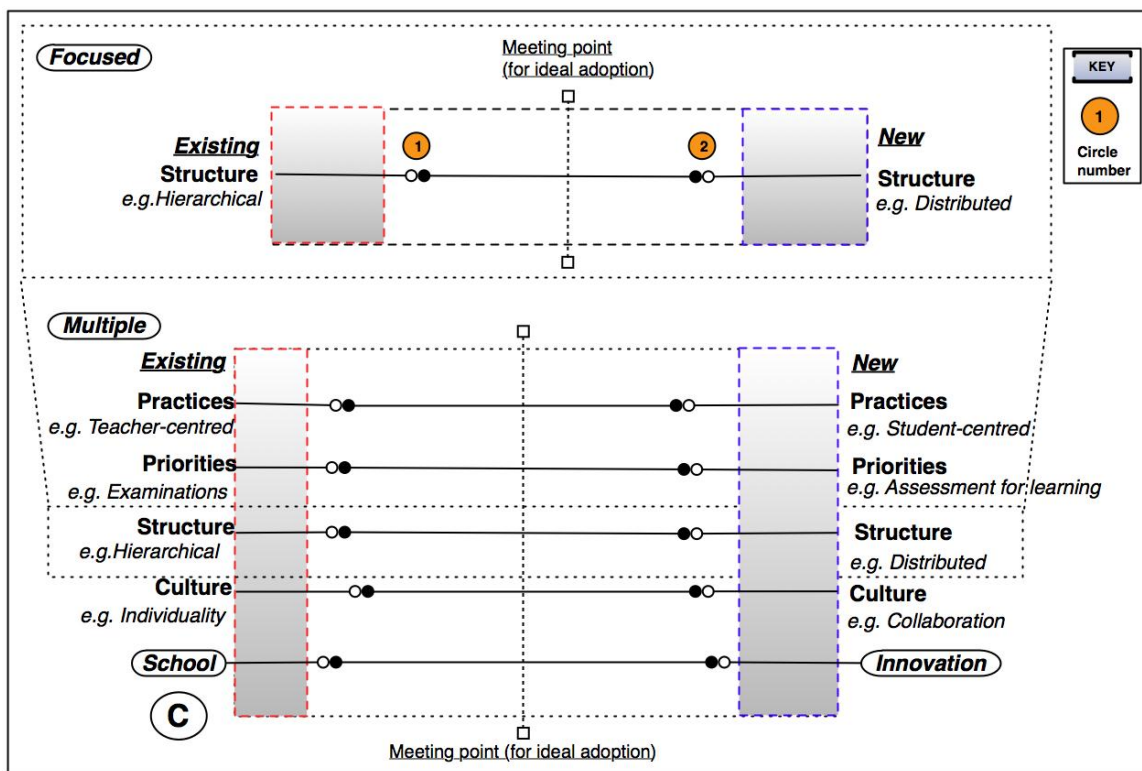 Focused
Meeting point
(for ideal adoption)
KEY
1
Circle
number
Existing
1
2
New
Structure
Structure
e.g.Hierarchical
e.g. Distributed
Multiple
Existing
New
Practices
Practices
e.g. Teacher-centred
e.g. Student-centred
Priorities
Priorities
e.g. Examinations
e.g. Assessment for learning
Structure
Structure
e.g.Hierarchical
e.g. Distributed
Culture
Culture
e.g. Individuality
e.g. Collaboration
School
Innovation
C
Meeting point (for ideal adoption)